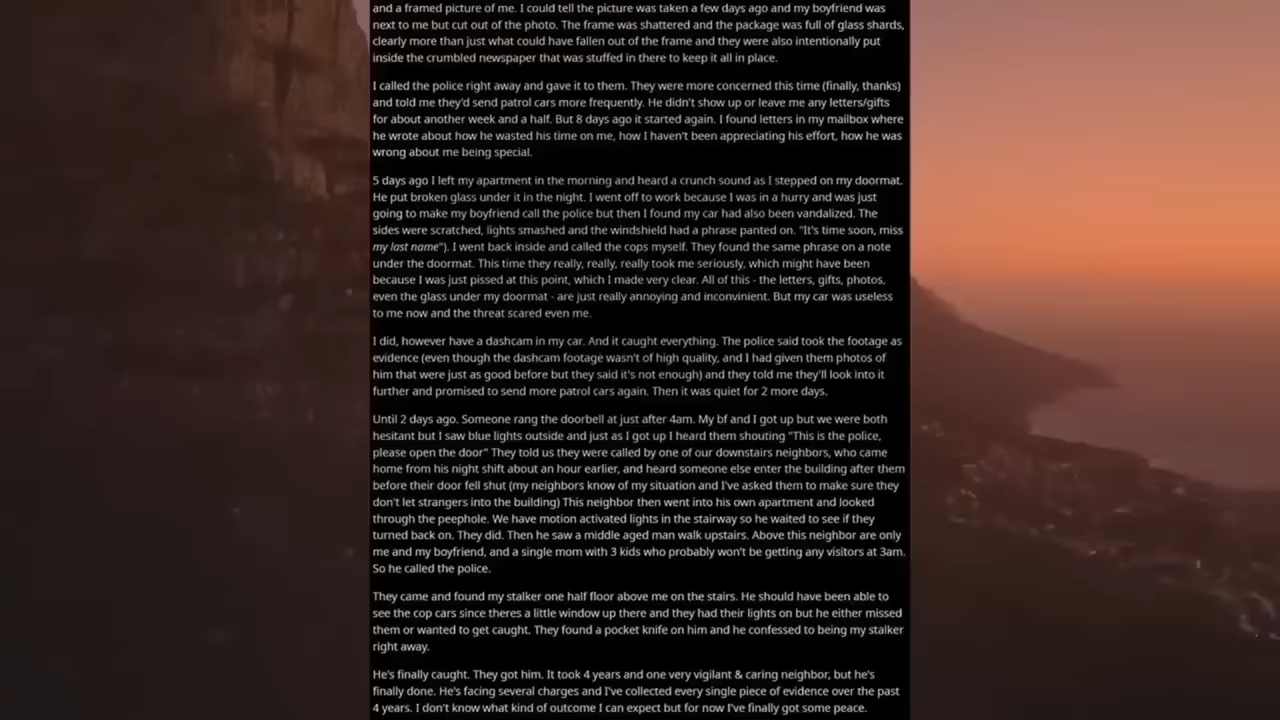 and a framed picture of me. I could tell the picture was taken a few days ago and my boyfriend was
next to me but cut out of the photo. The frame was shattered and the package was full of glass shards,
clearly more than just what could have fallen out of the frame and they were also intentionally put
inside the crumbled newspaper that was stuffed in there to keep it all in place.
I called the police right away and gave it to them. They were more concerned this time (finally, thanks)
and told me they'd send patrol cars more frequently. He didn't show up or leave me any letters/gifts
for about another week and a half. But 8 days ago it started again. I found letters in my mailbox where
he wrote about how he wasted his time on me, how I haven't been appreciating his effort, how he was
wrong about me being special.
5 days ago I left my apartment in the morning and heard a crunch sound as I stepped on my doormat.
He put broken glass under it in the night. I went off to work because I was in a hurry and was just
going to make my boyfriend call the police but then I found my car had also been vandalized. The
sides were scratched, lights smashed and the windshield had a phrase panted on. "It's time soon, miss
my last name"). I went back inside and called the cops myself. They found the same phrase on a note
under the doormat. This time they really, really, really took me seriously, which might have been
because I was just pissed at this point, which I made very clear. All of this - the letters, gifts, photos,
even the glass under my doormat - are just really annoying and inconvinient. But my car was useless
to me now and the threat scared even me.
I did, however have a dashcam in my car. And it caught everything. The police said took the footage as
evidence (even though the dashcam footage wasn't of high quality, and I had given them photos of
him that were just as good before but they said it's not enough) and they told me they'll look into it
further and promised to send more patrol cars again. Then it was quiet for 2 more days.
Until 2 days ago. Someone rang the doorbell at just after 4am. My bf and I got up but we were both
hesitant but I saw blue lights outside and just as I got up I heard them shouting "This is the police,
please open the door" They told us they were called by one of our downstairs neighbors, who came
home from his night shift about an hour earlier, and heard someone else enter the building after them
before their door fell shut (my neighbors know of my situation and I've asked them to make sure they
don't let strangers into the building) This neighbor then went into his own apartment and looked
through the peephole. We have motion activated lights in the stairway so he waited to see if they
turned back on. They did. Then he saw a middle aged man walk upstairs. Above this neighbor are only
me and my boyfriend, and a single mom with 3 kids who probably won't be getting any visitors at 3am.
So he called the police.
They came and found my stalker one half floor above me on the stairs. He should have been able to
see the cop cars since theres a little window up there and they had their lights on but he either missed
them or wanted to get caught. They found a pocket knife on him and he confessed to being my stalker
right away.
He's finally caught. They got him. It took 4 years and one very vigilant & caring neighbor, but he's
finally done. He's facing several charges and I've collected every single piece of evidence over the past
4 years. I don't know what kind of outcome I can expect but for now I've finally got some peace.